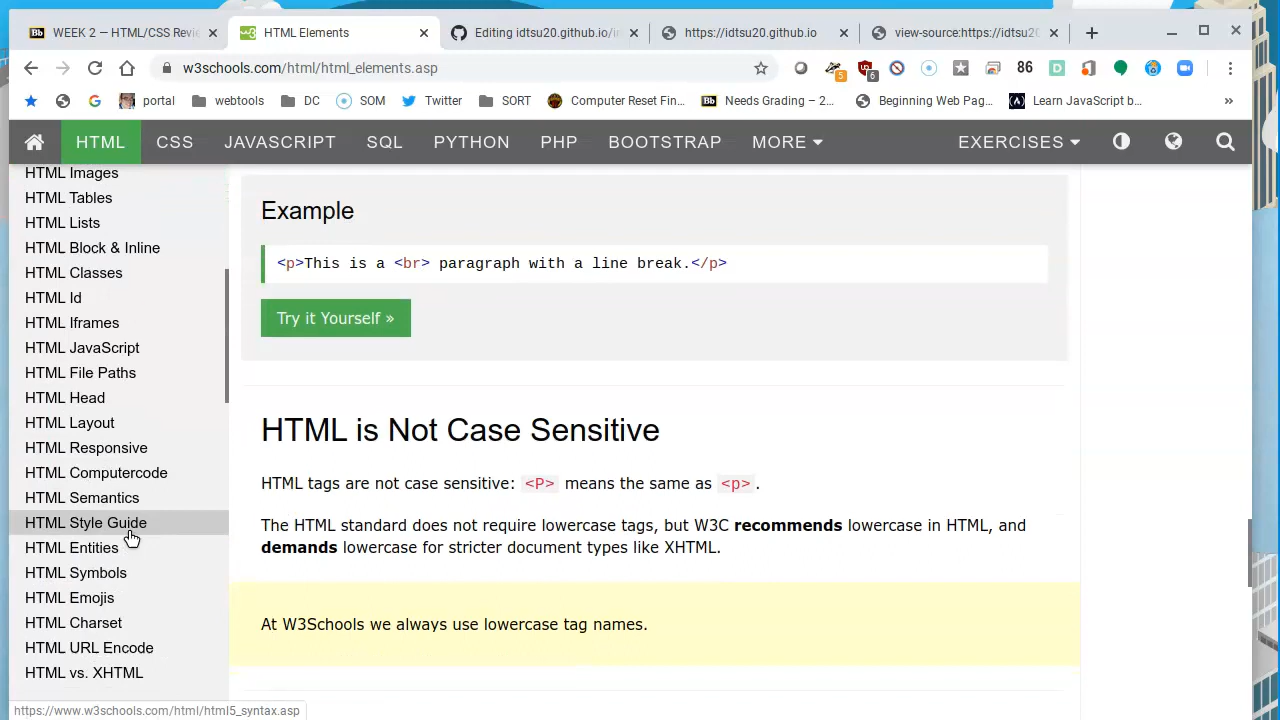 WEEK 2 — HTML/CSS Revie
HTML Elements
Editing idtsu20.github.io/in
https://idtsu20.github.io
view-source:https://idtsu20
w3schools.com/html/html_elements.asp
5
6
86
D
portal
webtools
DC
SOM
Twitter
SORT
Computer Reset Fin...
Bb
Needs Grading – 2...
Beginning Web Pag...
Learn JavaScript b...
»
HTML
CSS
JAVASCRIPT
SQL
PYTHON
PHP
BOOTSTRAP
MORE
EXERCISES
HTML Images
HTML Tables
HTML Lists
HTML Block & Inline
HTML Classes
HTML Id
HTML Iframes
HTML JavaScript
HTML File Paths
HTML Head
HTML Layout
HTML Responsive
HTML Computercode
HTML Semantics
HTML Style Guide
HTML Entities
HTML Symbols
HTML Emojis
HTML Charset
HTML URL Encode
HTML vs. XHTML
Example
<p>This is a <br> paragraph with a line break.</p>
Try it Yourself »
HTML is Not Case Sensitive
HTML tags are not case sensitive: <P> means the same as <p>.
The HTML standard does not require lowercase tags, but W3C recommends lowercase in HTML, and
demands lowercase for stricter document types like XHTML.
At W3Schools we always use lowercase tag names.
https://www.w3schools.com/html/html5_syntax.asp